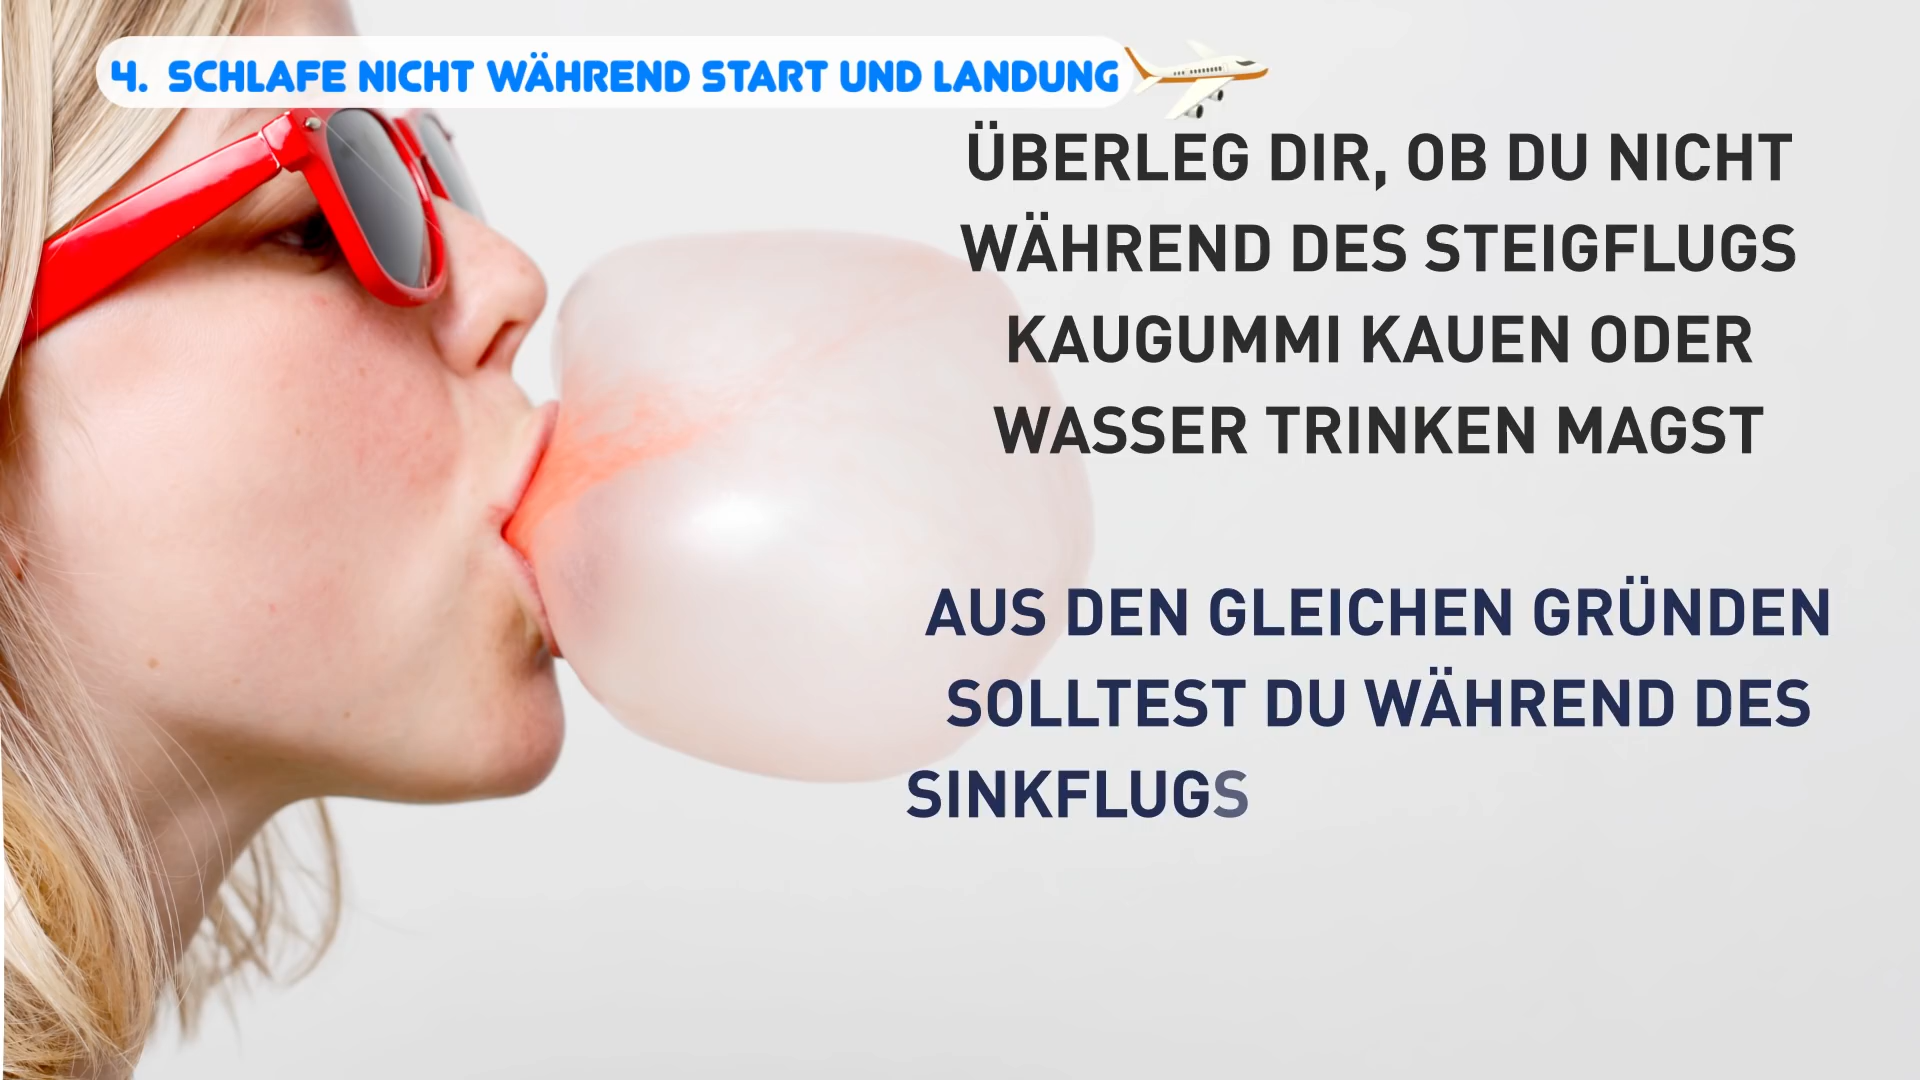 4. SCHLAFE NICHT WÄHREND START UND LANDUNG
ÜBERLEG DIR, OB DU NICHT
WÄHREND DES STEIGFLUGS
KAUGUMMI KAUEN ODER
WASSER TRINKEN MAGST
AUS DEN GLEICHEN GRÜNDEN
SOLLTEST DU WÄHREND DES
SINKFLUGS